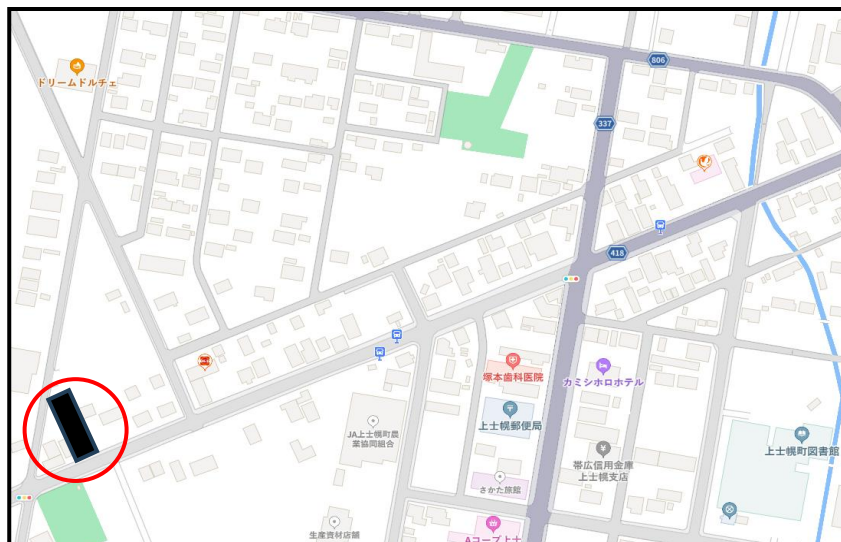 806
ドリームドルチェ
337
418
塚本歯科医院
カミシホロホテル
上士幌郵便局
JA上士幌町農
業協同組合
上士幌町図書館
帯広信用金庫
上士幌支店
さかた旅館
生産資材店舗
Aコープ上士